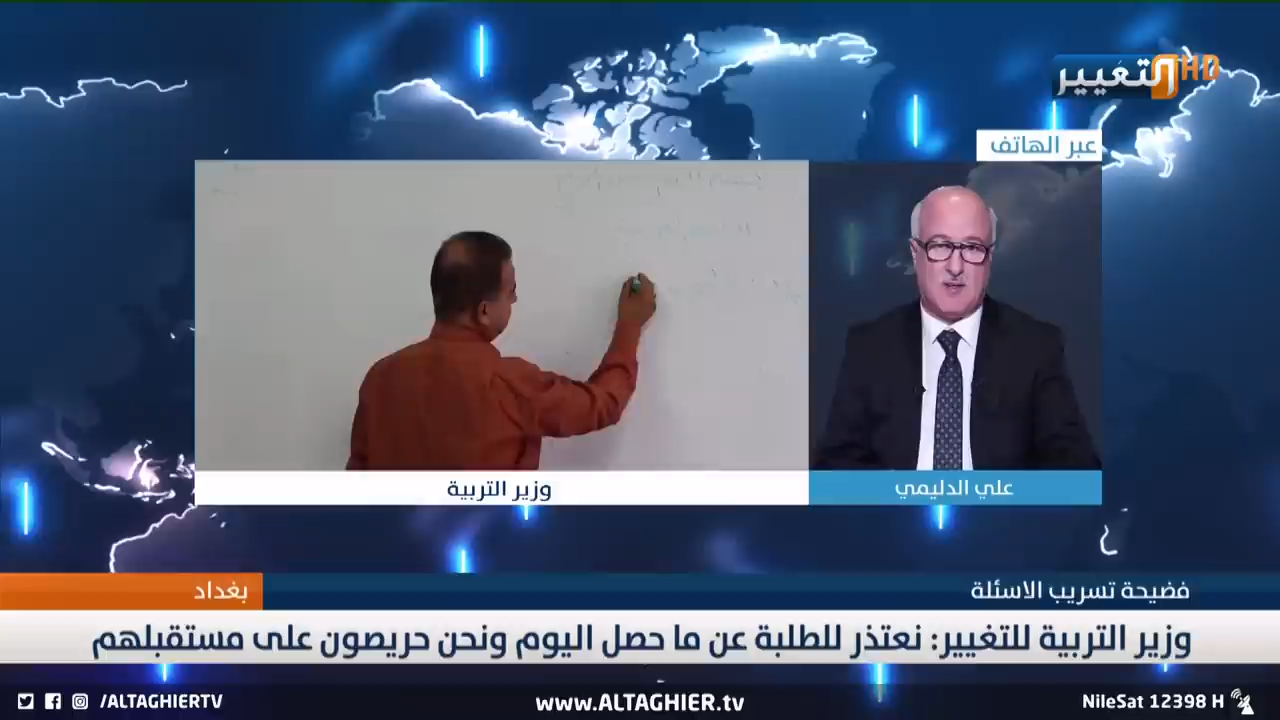 التغيير HD
عبر الهاتف
وزير التربية
علي الدليمي
فضيحة تسريب الاسئلة
بغداد
وزير التربية للتغيير: نعتذر للطلبة عن ما حصل اليوم ونحن حريصون على مستقبلهم
/ALTAGHIERTV
www.ALTAGHIER.tv
NileSat 12398 H